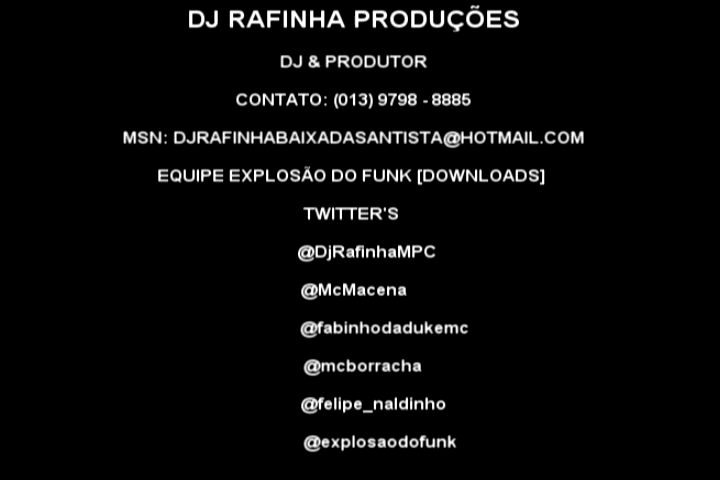 DJ RAFINHA PRODUÇÕES
DJ & PRODUTOR
CONTATO: (013) 9798 - 8885
MSN: DJRAFINHABAIXADASANTISTA@HOTMAIL.COM
EQUIPE EXPLOSÃO DO FUNK [DOWNLOADS]
TWITTER'S
@DjRafinhaMPC
@McMacena
@fabinhodadukemc
@mcborracha
@felipe_naldinho
@explosaodofunk